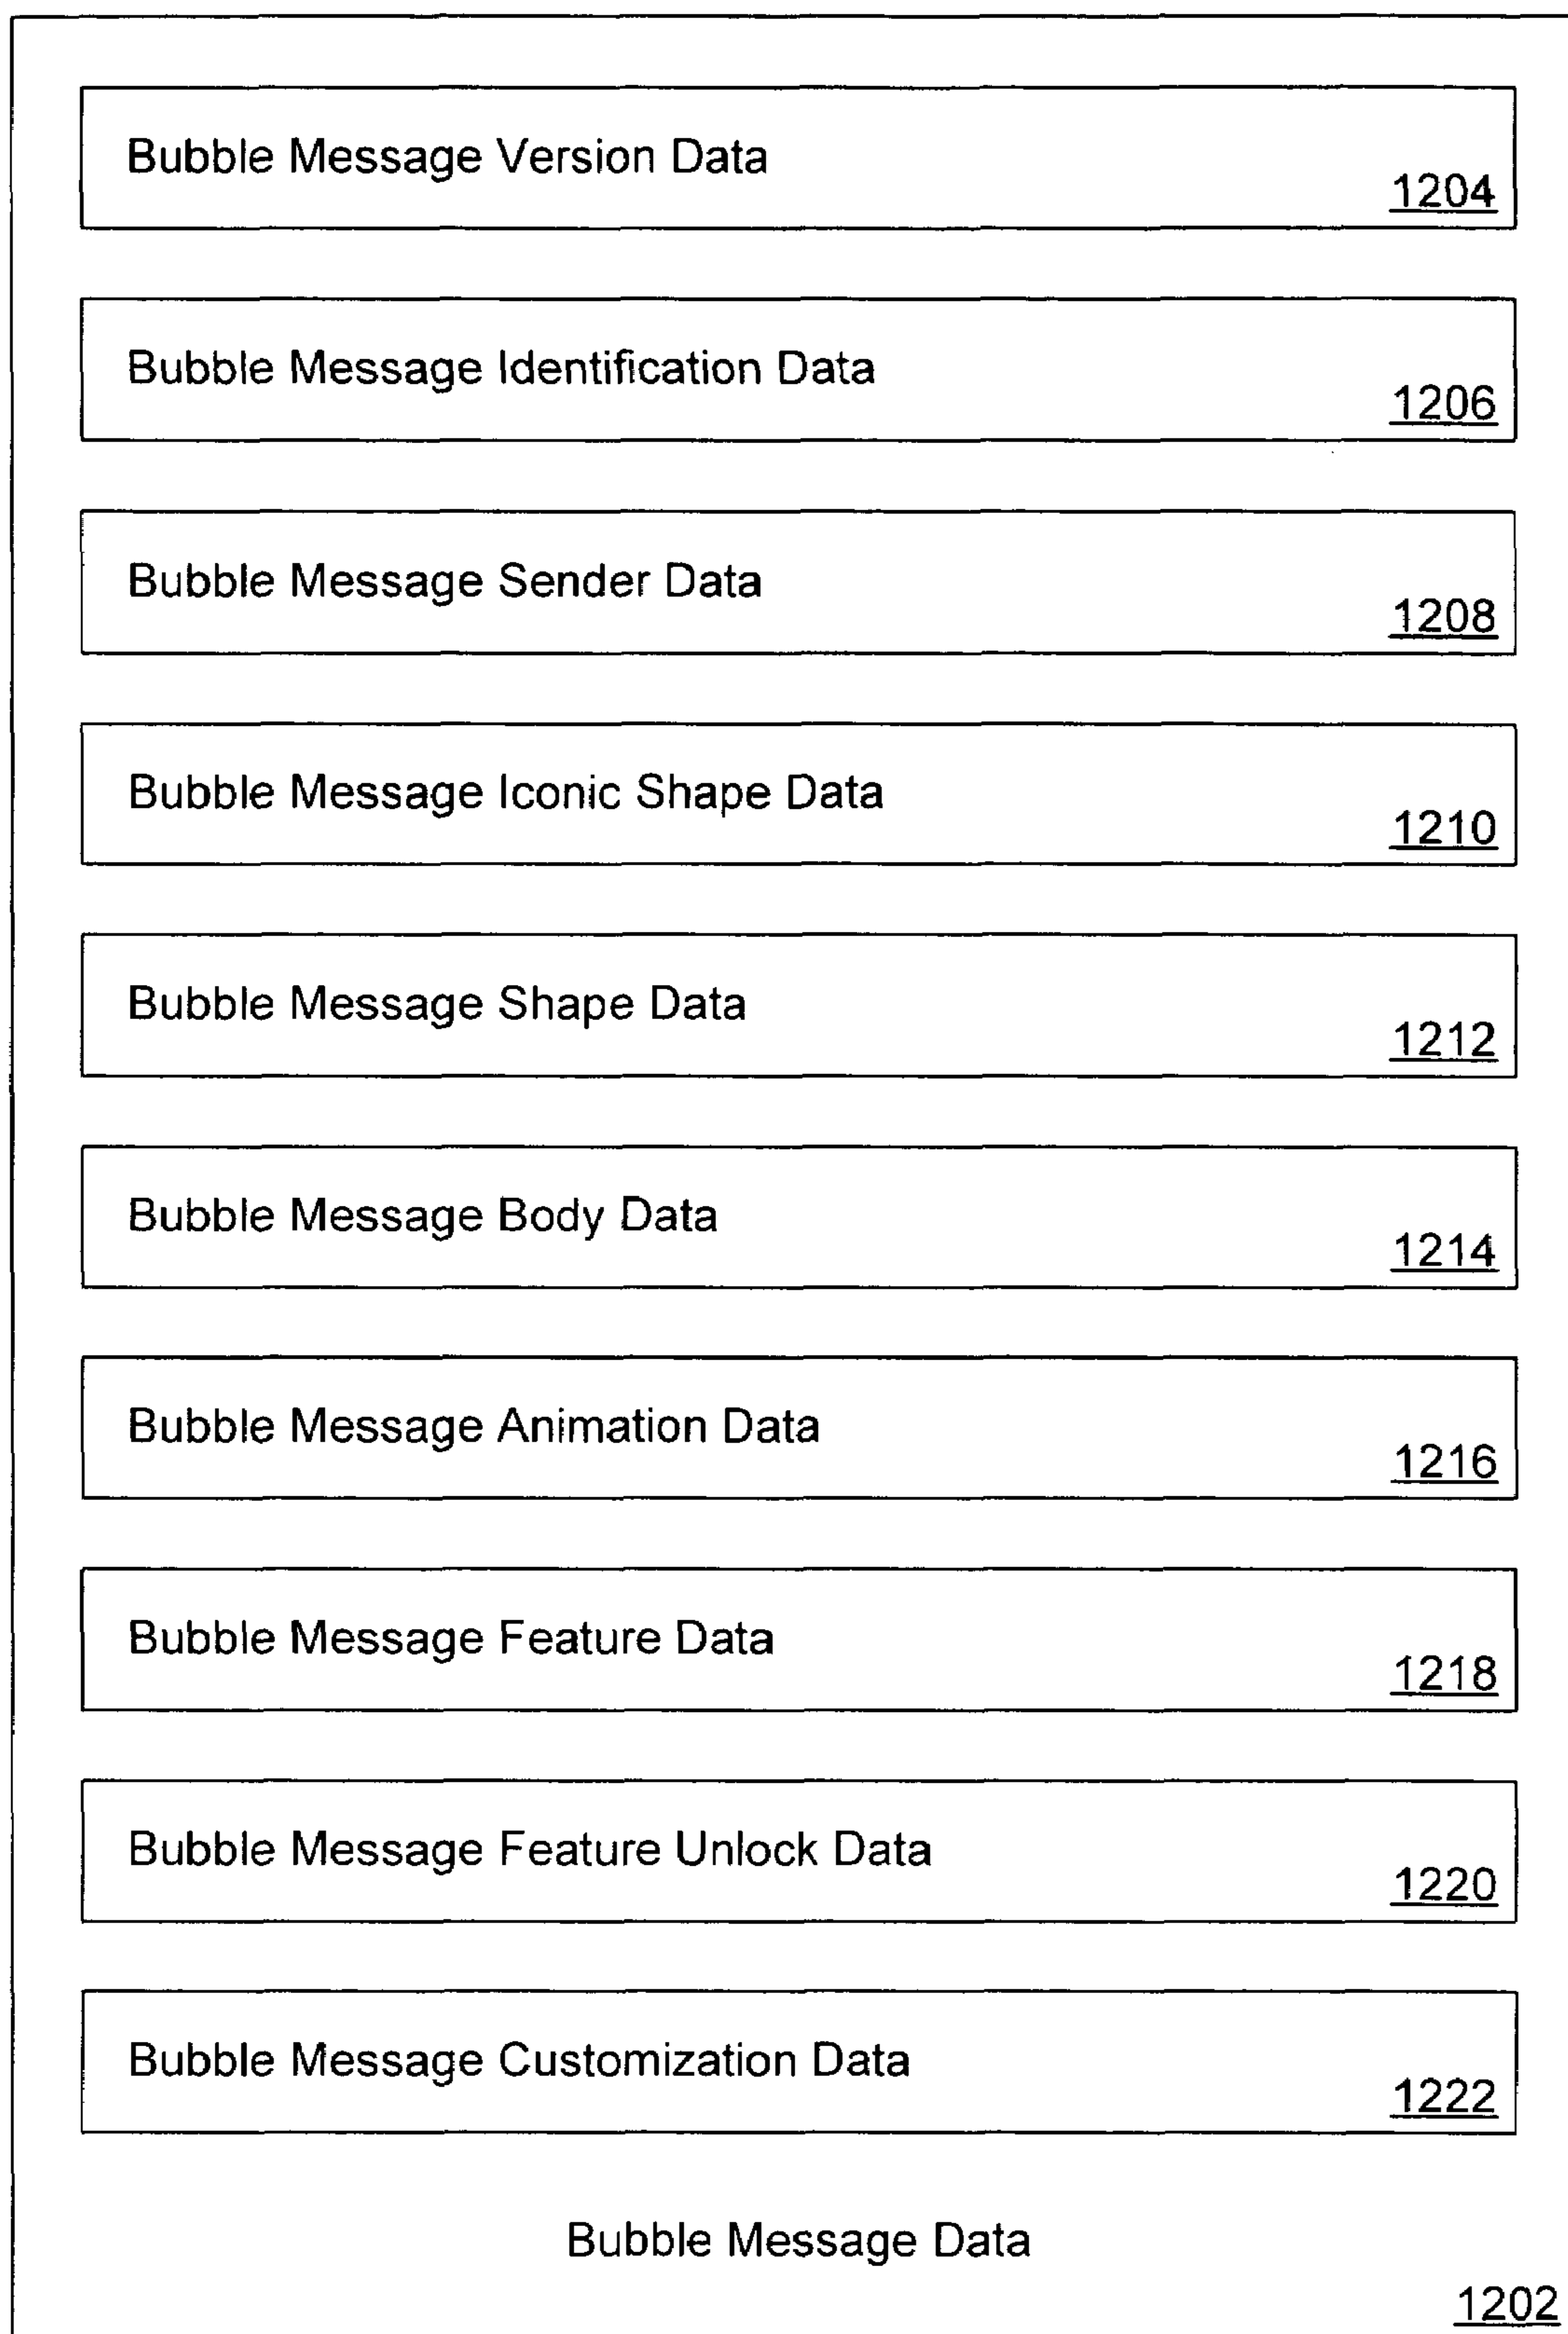 Bubble Message Version Data
1204
Bubble Message Identification Data
1206
Bubble Message Sender Data
1208
Bubble Message Iconic Shape Data
1210
Bubble Message Shape Data
1212
Bubble Message Body Data
1214
Bubble Message Animation Data
1216
Bubble Message Feature Data
1218
Bubble Message Feature Unlock Data
1220
Bubble Message Customization Data
1222
Bubble Message Data
1202